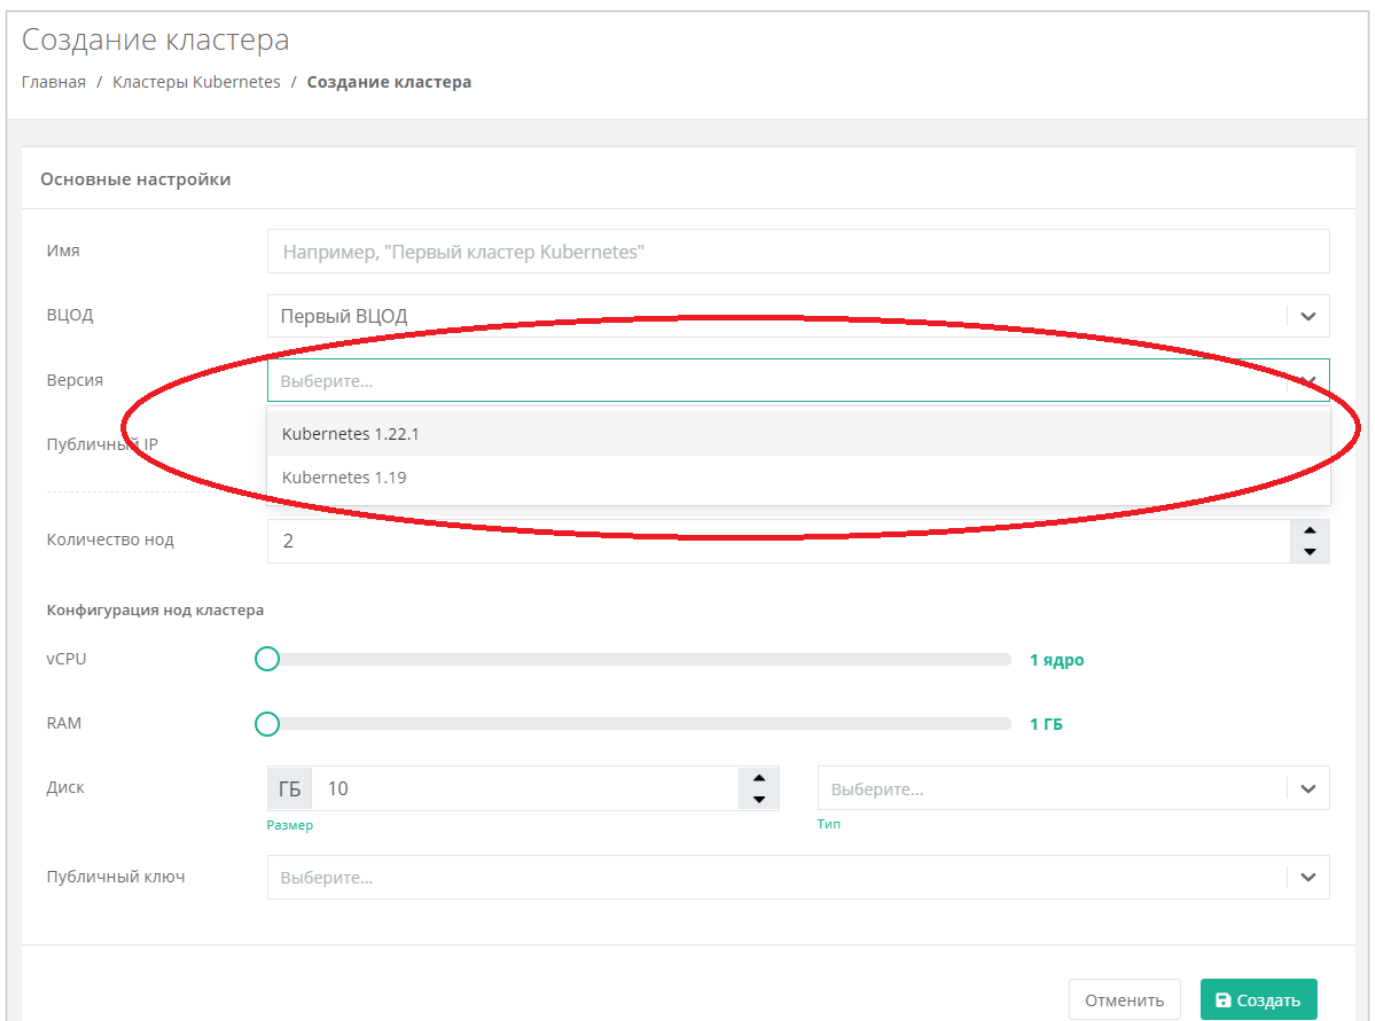 Создание кластера
Главная / Кластеры Kubernetes / Создание кластера
Основные настройки
Имя
Например, "Первый кластер Kubernetes"
ВЦОД
Первый ВЦОД
Версия
Выберите...
Kubernetes 1.22.1
Публичный IP
Kubernetes 1.19
Количество нод
2
Конфигурация нод кластера
vCPU
1 ядро
RAM
1 ГБ
Диск
ГБ 10
Выберите...
Размер
Тип
Публичный ключ
Выберите...
Отменить
Создать